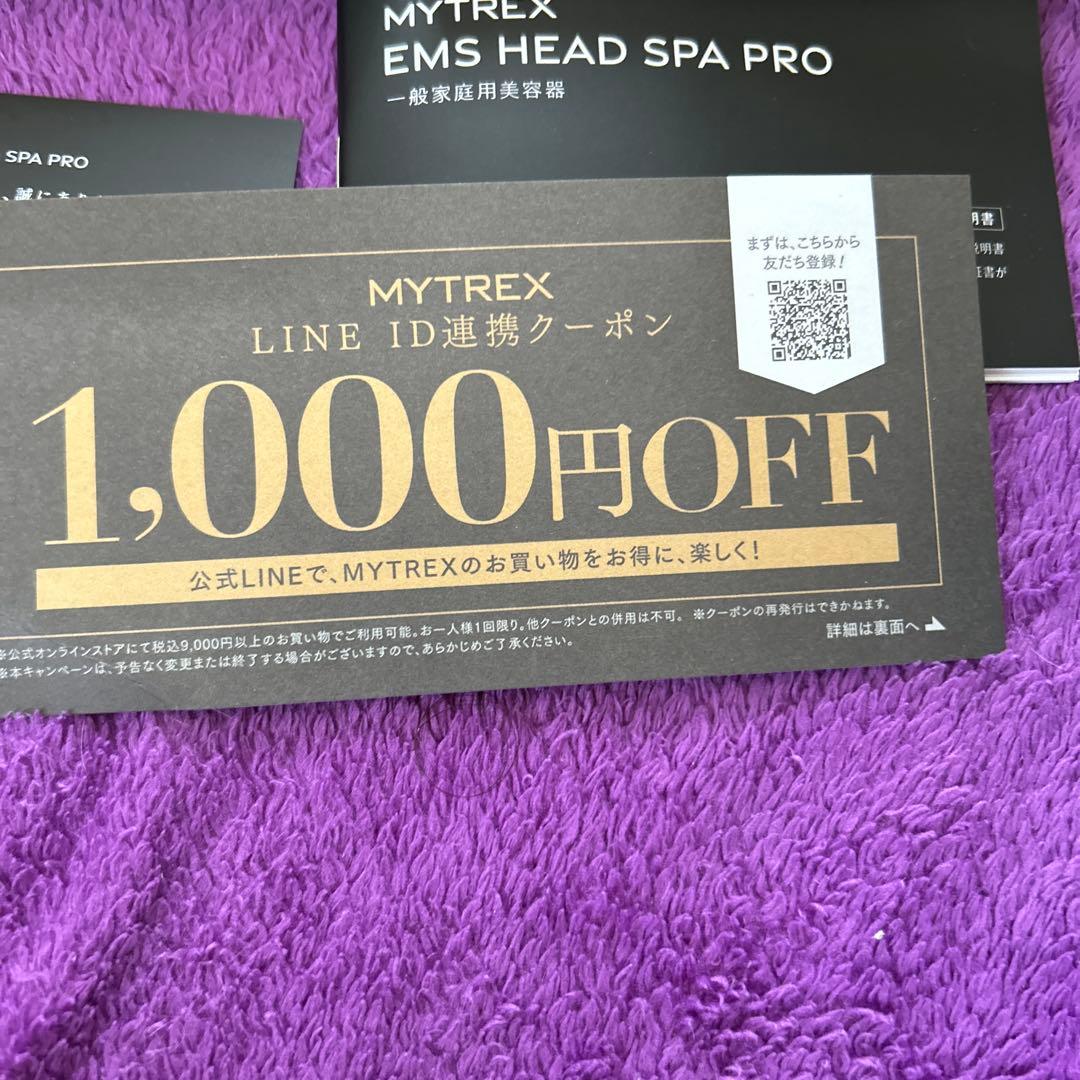 MYTREX
EMS HEAD SPA PRO
一般家庭用美容器
SPA PRO
明書
説明書
証書が
まずは、こちらから
友だち登録!
MYTREX
LINE ID連携クーポン
1,000円OFF
公式LINEで、MYTREXのお買い物をお得に、楽しく!
※公式オンラインストアにて税込9,000円以上のお買い物でご利用可能。お一人様1回限り。他クーポンとの併用は不可。 ※クーポンの再発行はできかねます。
※本キャンペーンは、予告なく変更または終了する場合がございますので、あらかじめご了承ください。
詳細は裏面へ